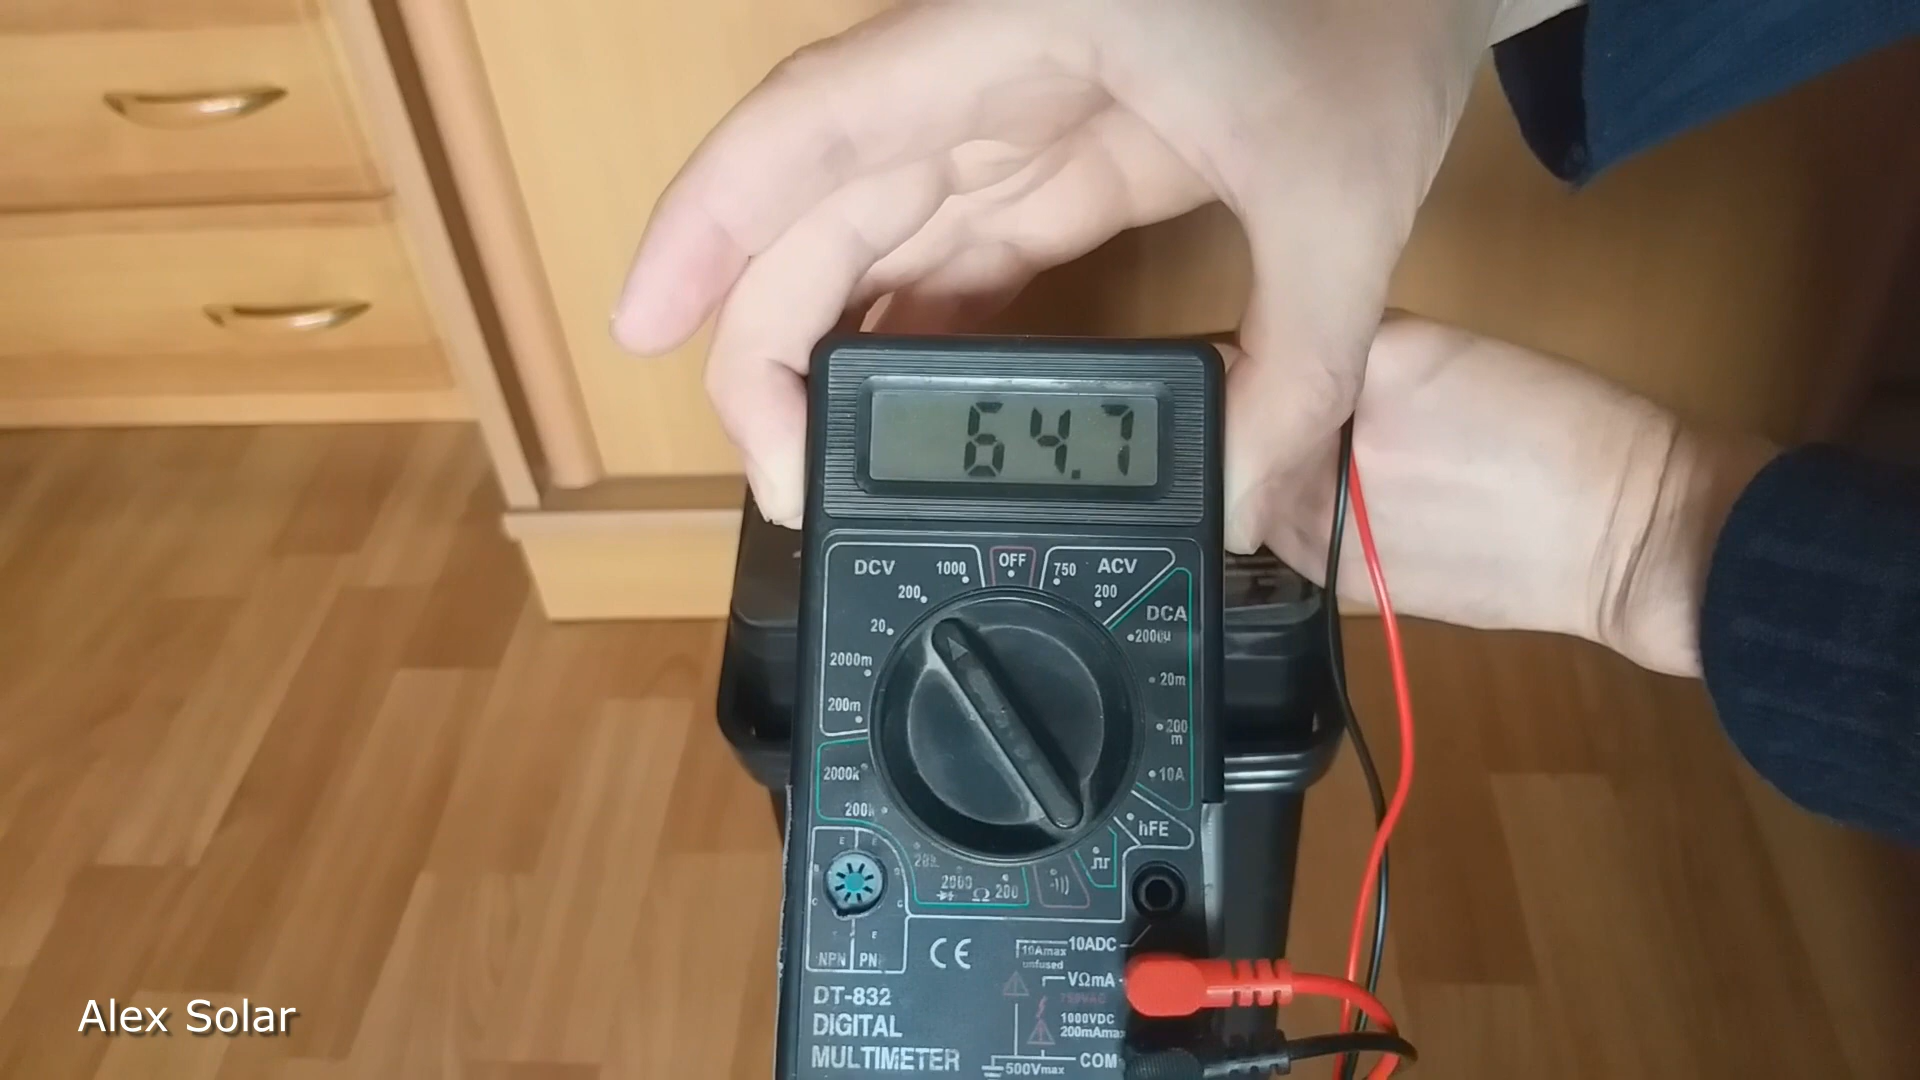 64.7
DCV
1000
OFF
750
ACV
200
200
20
DCA
2000µ
2000m
20m
200m
200
m
2000k
10A
200k
hFE
20k
2000
Ω
200
E
E
B
C
C
E
NPN
PNP
CE
10Amax
unfused
10ADC
VΩmA
750VAC
1000VDC
200mAmax
COM
500Vmax
DT-832
DIGITAL
MULTIMETER
Alex Solar